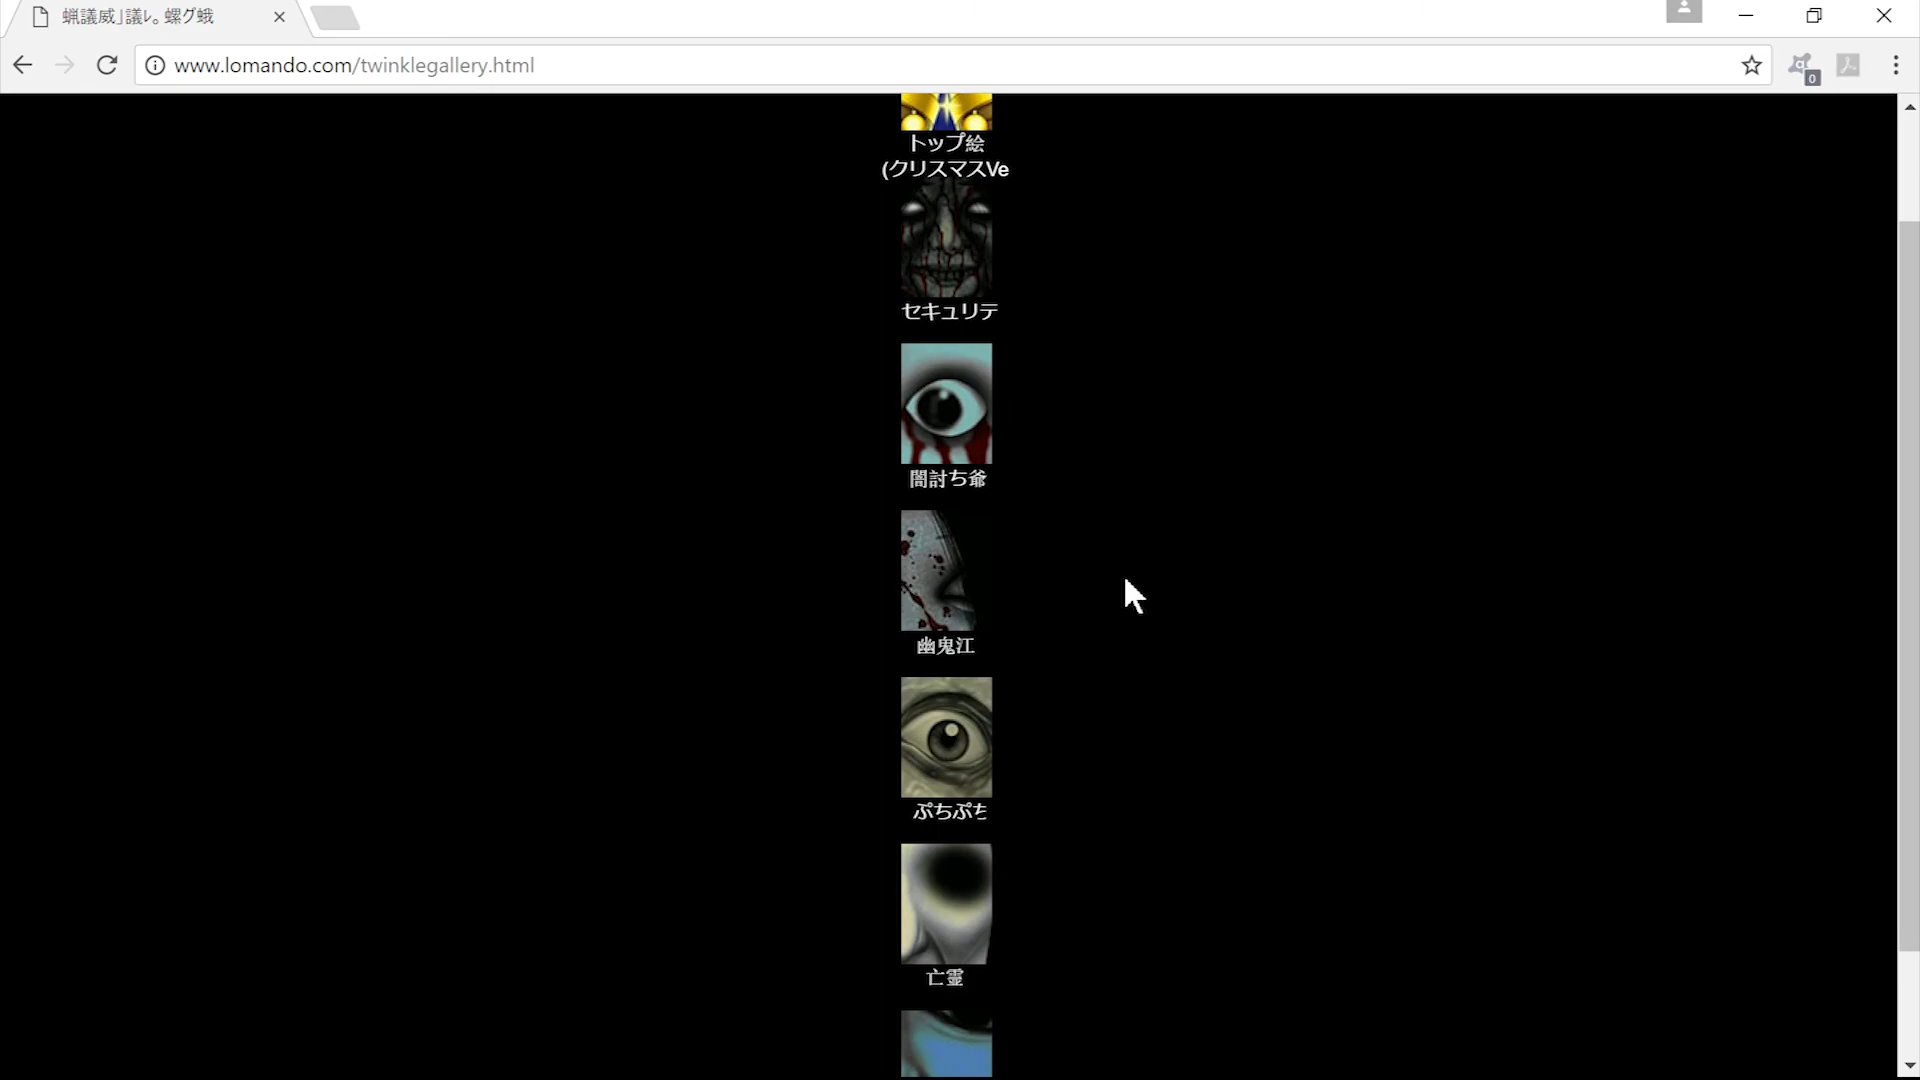 蝋議威｣議ﾚ｡ 螺グ蛾
www.lomando.com/twinklegallery.html
0
トップ絵
(クリスマスVe
セキュリテ
闇討ち爺
幽鬼江
ぷちぷち
亡霊